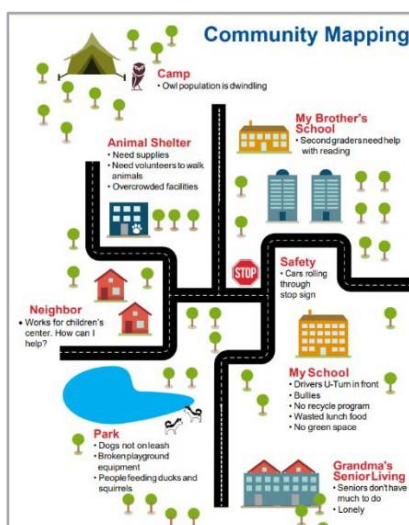 Community Mapping
Camp
• Owl population is dwindling
My Brother's
School
• Second graders need help
with reading
Animal Shelter
• Need supplies
• Need volunteers to walk
animals
• Overcrowded facilities
STOP
Safety
• Cars rolling
through
stop sign
Neighbor
• Works for children's
center. How can I
help?
My School
• Drivers U-Turn in front
• Bullies
• No recycle program
• Wasted lunch food
• No green space
Park
• Dogs not on leash
• Broken playground
equipment
• People feeding ducks and
squirrels
Grandma's
Senior Living
• Seniors don't have
much to do
• Lonely